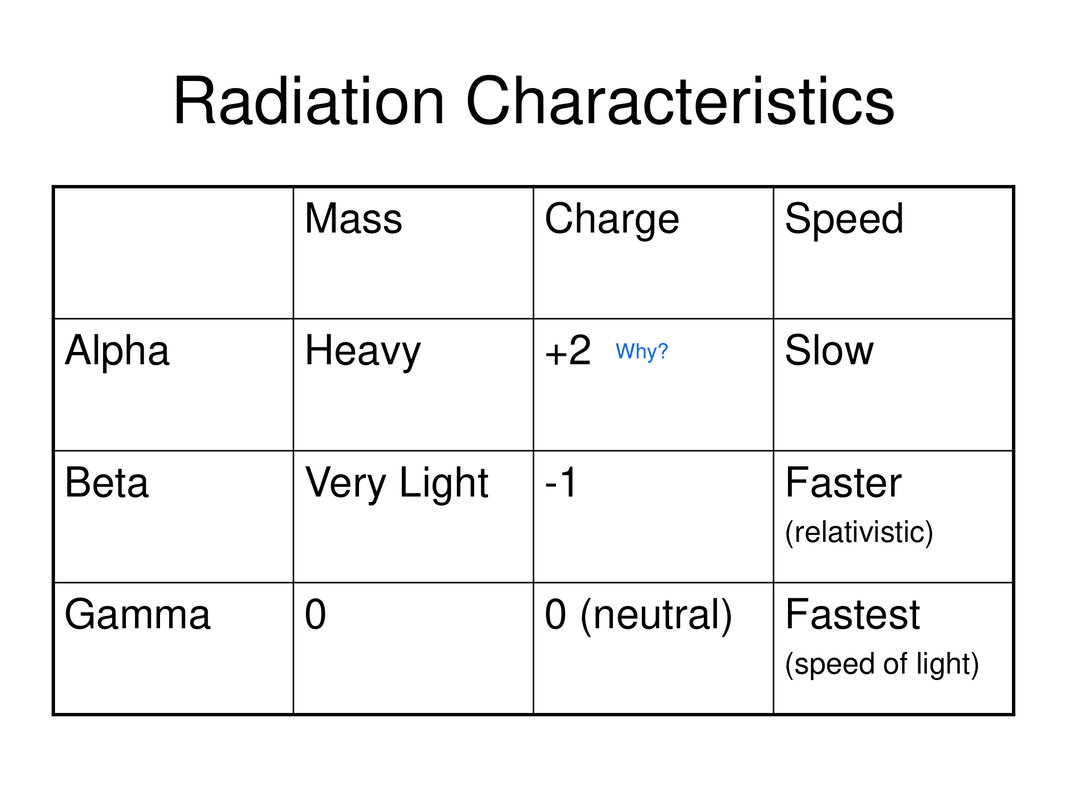 Radiation Characteristics
Mass Charge Speed
Alpha Heavy +2 Why? Slow
Beta Very Light -1 Faster
(relativistic)
Gamma 0 0 (neutral) Fastest
(speed of light)